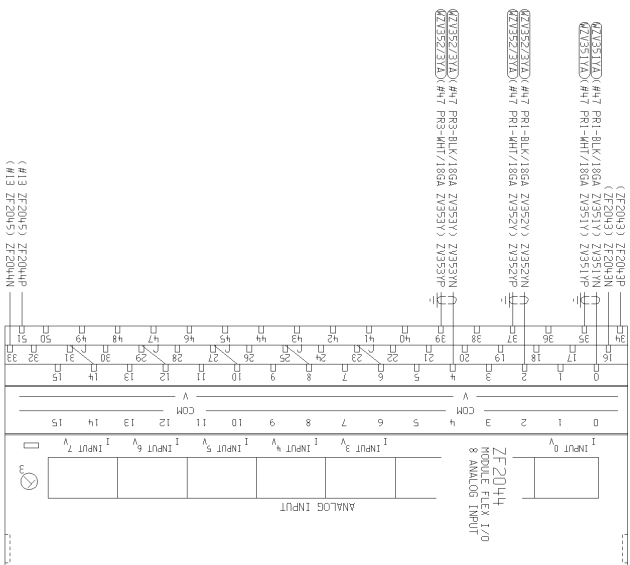 (ZF2043) ZF2043P
(ZF2043) ZF2043N
WZV351YA (#47 PR1-BLK/18GA ZV351Y) ZV351YN
WZV351YA (#47 PR1-WHT/18GA ZV351Y) ZV351YP
WZV352/3YA (#47 PR1-BLK/18GA ZV352Y) ZV352YN
WZV352/3YA (#47 PR1-WHT/18GA ZV352Y) ZV352YP
WZV352/3YA (#47 PR3-BLK/18GA ZV353Y) ZV353YN
WZV352/3YA (#47 PR3-WHT/18GA ZV353Y) ZV353YP
(#13 ZF2045) ZF2044P
(#13 ZF2045) ZF2044N
34 35 36 37 38 39 40 41 42 43 44 45 46 47 48 49 50 51
16 17 18 19 20 21 22 23 24 25 26 27 28 29 30 31 32 33
0 1 2 3 4 5 6 7 8 9 10 11 12 13 14 15
V V
COM COM
0 1 2 3 4 5 6 7 8 9 10 11 12 13 14 15
I INPUT 0 V I INPUT 3 V I INPUT 4 V I INPUT 5 V I INPUT 6 V I INPUT 7 V
ZF2044
MODULE FLEX I/O
8 ANALOG INPUT
3
ANALOG INPUT